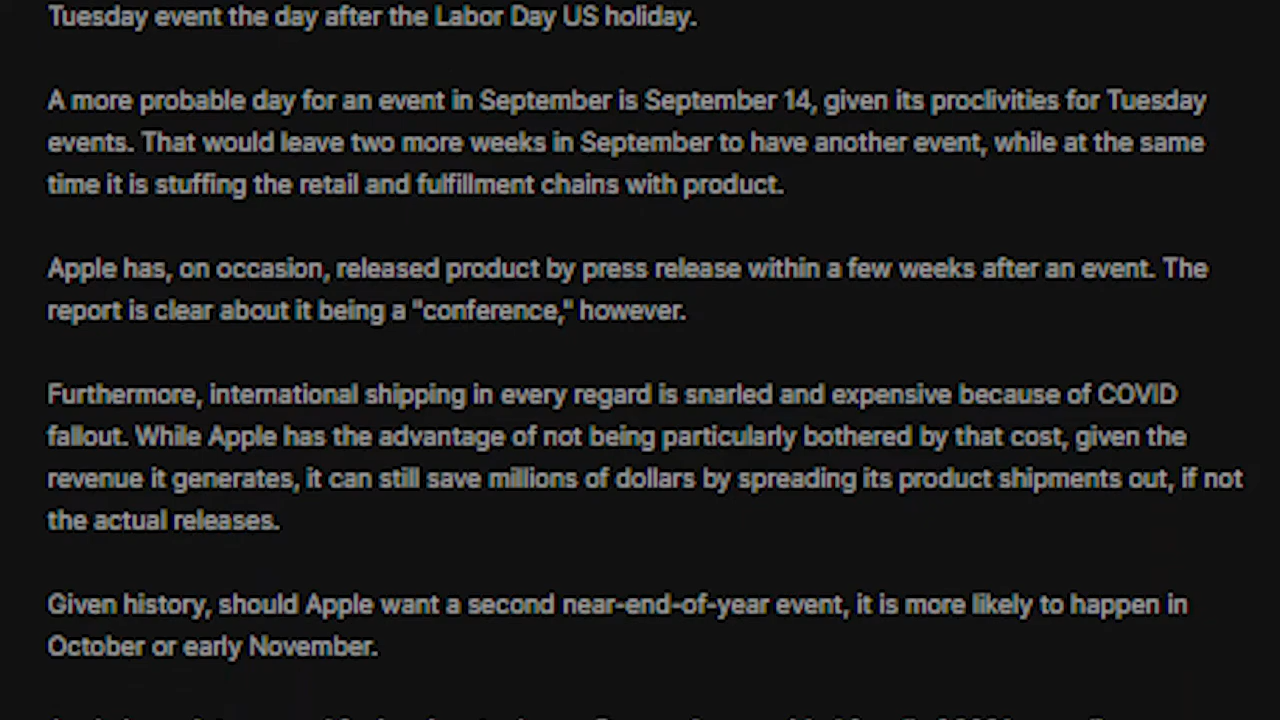 Tuesday event the day after the Labor Day US holiday.
A more probable day for an event in September is September 14, given its proclivities for Tuesday
events. That would leave two more weeks in September to have another event, while at the same
time it is stuffing the retail and fulfillment chains with product.
Apple has, on occasion, released product by press release within a few weeks after an event. The
report is clear about it being a "conference," however.
Furthermore, international shipping in every regard is snarled and expensive because of COVID
fallout. While Apple has the advantage of not being particularly bothered by that cost, given the
revenue it generates, it can still save millions of dollars by spreading its product shipments out, if not
the actual releases.
Given history, should Apple want a second near-end-of-year event, it is more likely to happen in
October or early November.